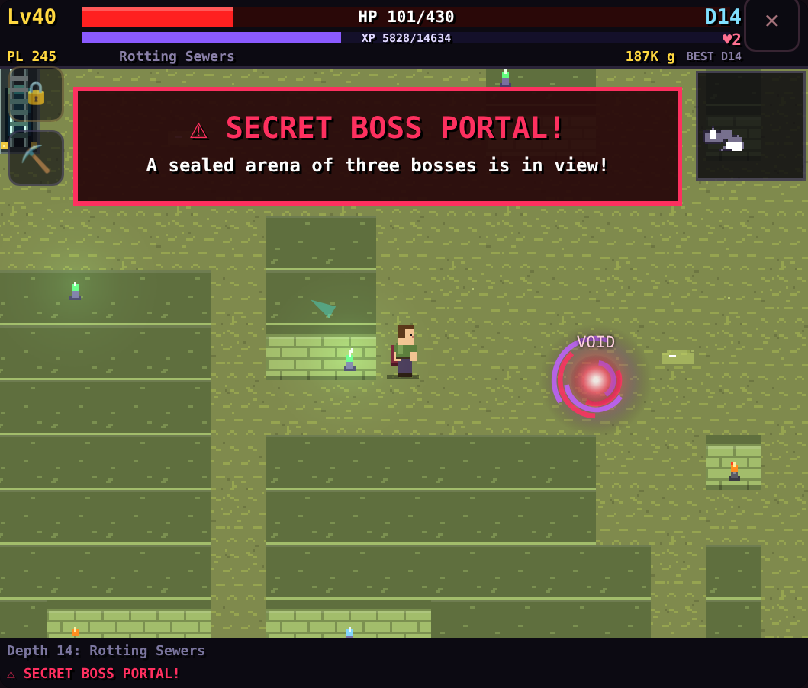 Lv40
HP 101/430
D14
XP 5828/14634
♥2
PL 245
Rotting Sewers
187K g
BEST D14
✕
⚠ SECRET BOSS PORTAL!
A sealed arena of three bosses is in view!
VOID
Depth 14: Rotting Sewers
⚠ SECRET BOSS PORTAL!